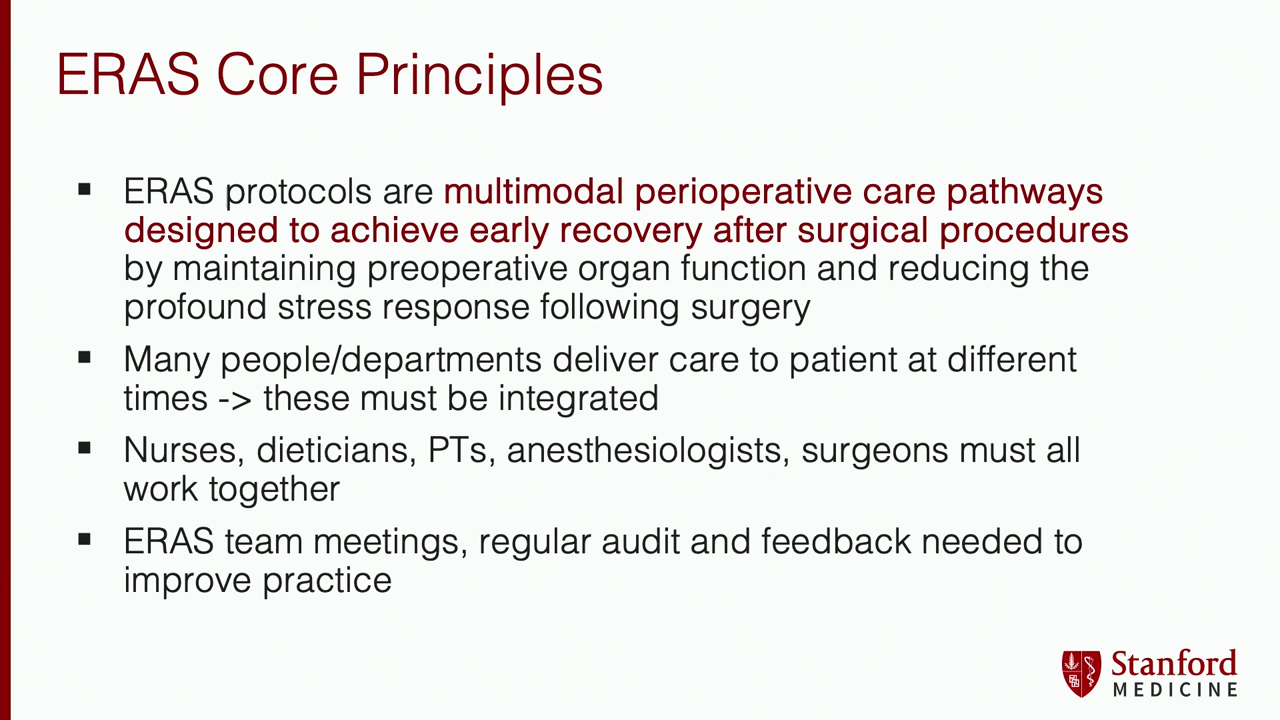 ERAS Core Principles
▪ ERAS protocols are multimodal perioperative care pathways
designed to achieve early recovery after surgical procedures
by maintaining preoperative organ function and reducing the
profound stress response following surgery
▪ Many people/departments deliver care to patient at different
times -> these must be integrated
▪ Nurses, dieticians, PTs, anesthesiologists, surgeons must all
work together
▪ ERAS team meetings, regular audit and feedback needed to
improve practice
Stanford
MEDICINE